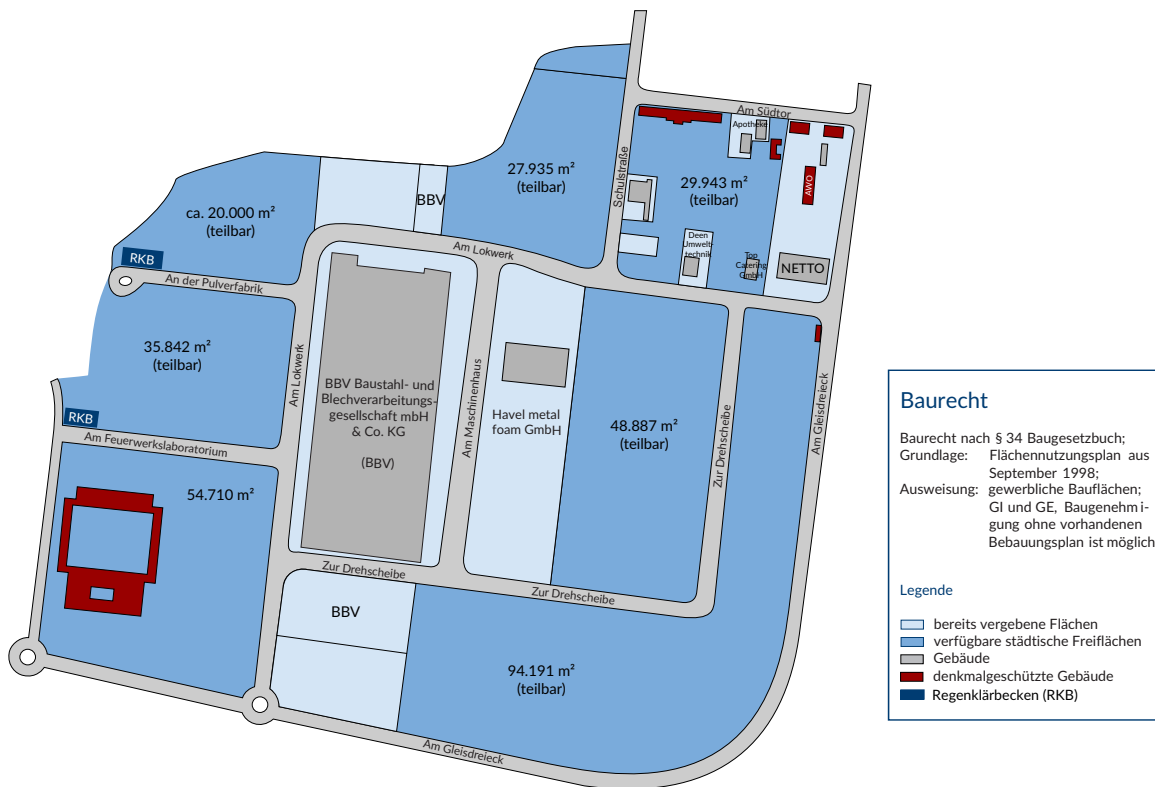 Am Südtor
Apotheke
27.935 m²
(teilbar)
Schulstraße
29.943 m²
(teilbar)
AWO
BBV
ca. 20.000 m²
(teilbar)
Deen
Umwelt-
technik
Am Lokwerk
Top
Catering
GmbH
NETTO
RKB
An der Pulverfabrik
35.842 m²
(teilbar)
Am Lokwerk
BBV Baustahl- und
Blechverarbeitungs-
gesellschaft mbH
& Co. KG
(BBV)
Am Maschinenhaus
Havel metal
foam GmbH
48.887 m²
(teilbar)
Zur Drehscheibe
Am Gleisdreieck
RKB
Am Feuerwerkslaboratorium
54.710 m²
Zur Drehscheibe
Zur Drehscheibe
BBV
94.191 m²
(teilbar)
Am Gleisdreieck
Baurecht
Baurecht nach § 34 Baugesetzbuch;
Grundlage: Flächennutzungsplan aus
September 1998;
Ausweisung: gewerbliche Bauflächen;
GI und GE, Baugenehmi-
gung ohne vorhandenen
Bebauungsplan ist möglich
Legende
bereits vergebene Flächen
verfügbare städtische Freiflächen
Gebäude
denkmalgeschützte Gebäude
Regenklärbecken (RKB)